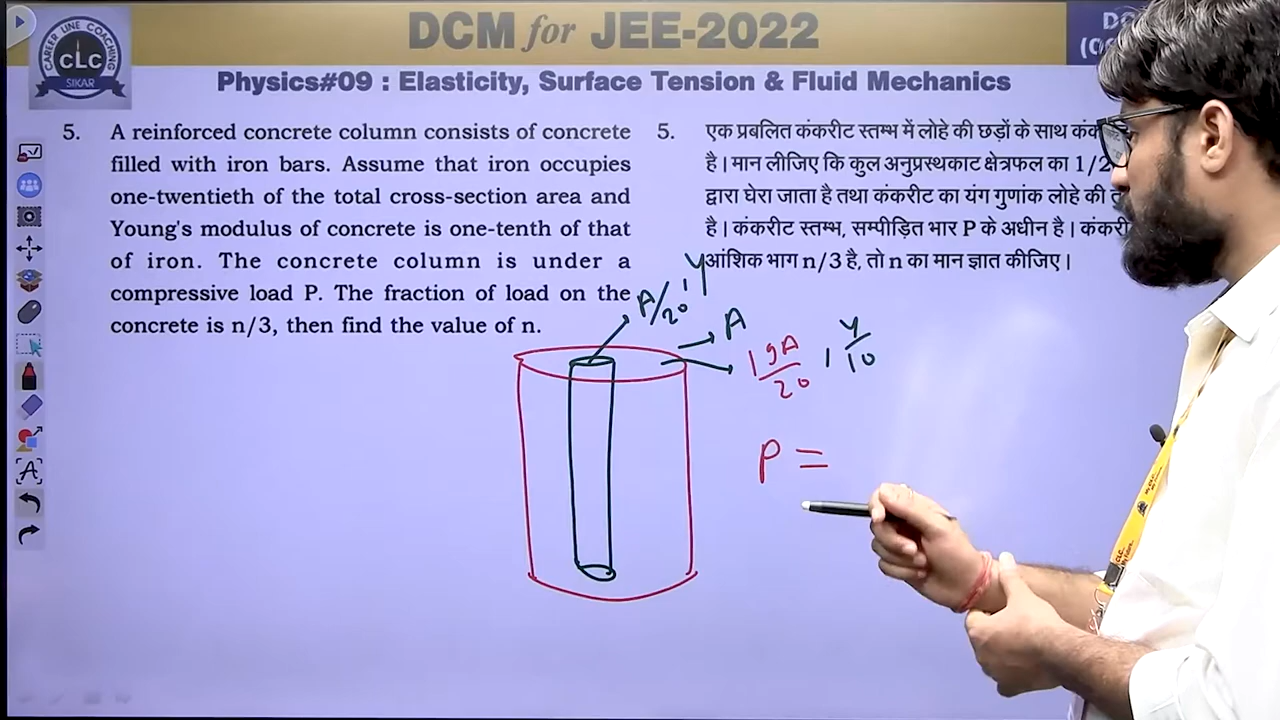 DCM for JEE-2022
CAREER LINE COACHING
CLC
SIKAR
Physics#09 : Elasticity, Surface Tension & Fluid Mechanics
5. A reinforced concrete column consists of concrete
filled with iron bars. Assume that iron occupies
one-twentieth of the total cross-section area and
Young's modulus of concrete is one-tenth of that
of iron. The concrete column is under a
compressive load P. The fraction of load on the
concrete is n/3, then find the value of n.
5. एक प्रबलित कंकरीट स्तम्भ में लोहे की छड़ों के साथ
है। मान लीजिए कि कुल अनुप्रस्थकाट क्षेत्रफल का
द्वारा घेरा जाता है तथा कंकरीट का यंग गुणांक लोहे की
है। कंकरीट स्तम्भ, सम्पीड़ित भार P के अधीन है।
आंशिक भाग n/3 है, तो n का मान ज्ञात कीजिए।
A/20, Y
A
19A/20, Y/10
P =